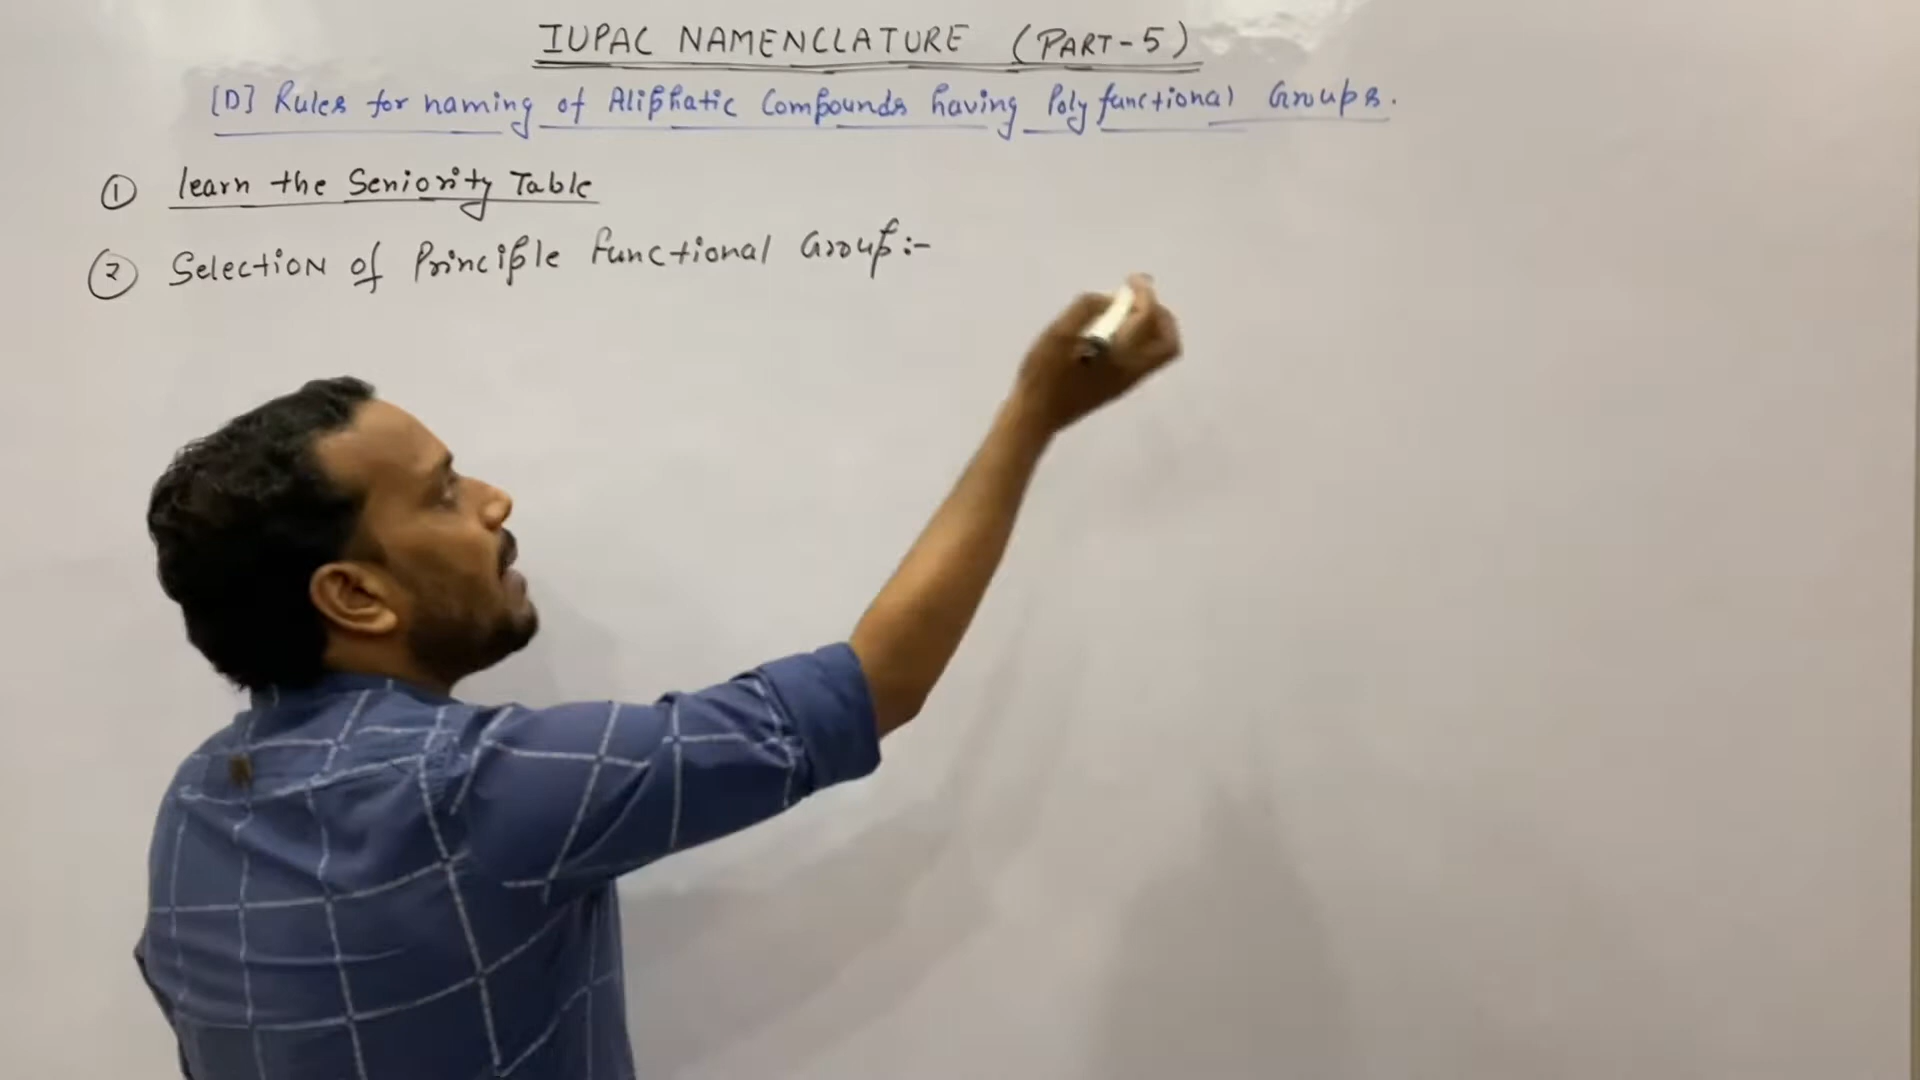 IUPAC NAMENCLATURE (PART-5)
[D] Rules for naming of Aliphatic Compounds having Poly functional Groups.
① learn the Seniority Table
② Selection of Principle functional Group:-